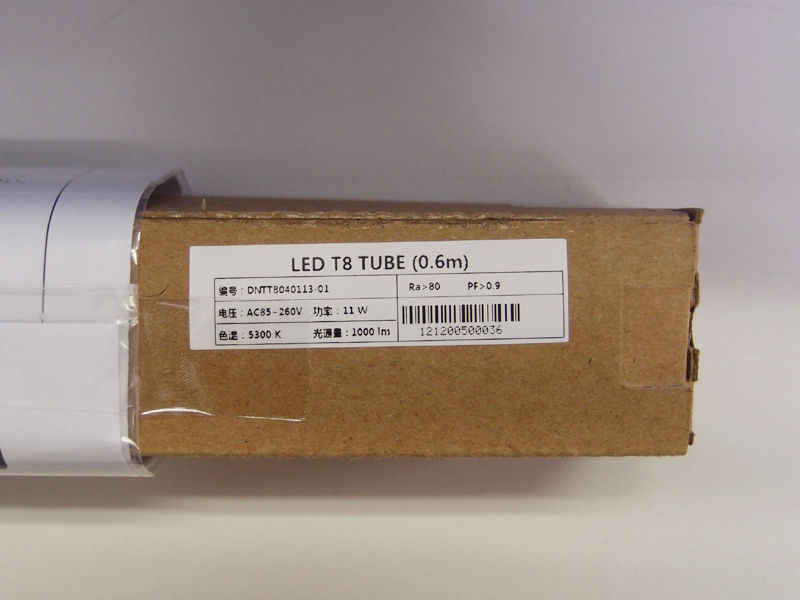 LED T8 TUBE (0.6m)
编号：DNTT8040113-01
Ra>80 PF>0.9
电压：AC85~260V 功率：11 W
色温：5300 K 光通量：1000 lm
121200500036